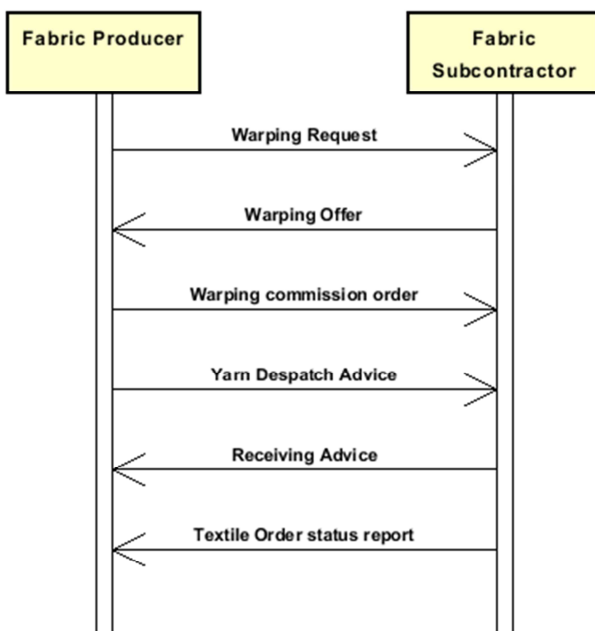 Fabric Producer
Fabric
Subcontractor
Warping Request
Warping Offer
Warping commission order
Yarn Despatch Advice
Receiving Advice
Textile Order status report